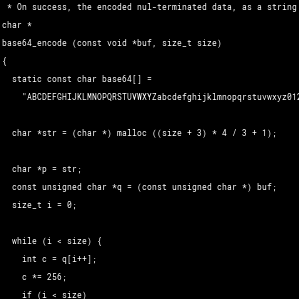 * On success, the encoded nul-terminated data, as a string
char *
base64_encode (const void *buf, size_t size)
{
static const char base64[] =
"ABCDEFGHIJKLMNOPQRSTUVWXYZabcdefghijklmnopqrstuvwxyz012
char *str = (char *) malloc ((size + 3) * 4 / 3 + 1);
char *p = str;
const unsigned char *q = (const unsigned char *) buf;
size_t i = 0;
while (i < size) {
int c = q[i++];
c *= 256;
if (i < size)